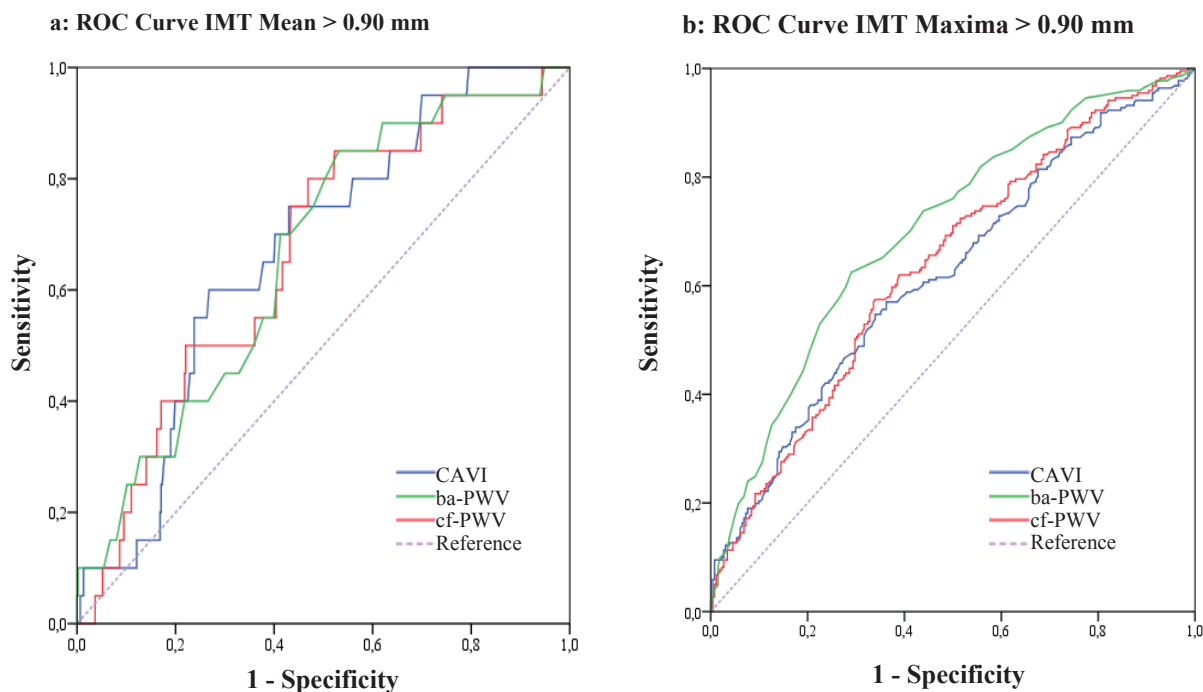 a: ROC Curve IMT Mean > 0.90 mm
1,0
0,8
0,6
0,4
0,2
0,0
Sensitivity
CAVI
ba-PWV
cf-PWV
Reference
0,0 0,2 0,4 0,6 0,8 1,0
1 - Specificity
b: ROC Curve IMT Maxima > 0.90 mm
1,0
0,8
0,6
0,4
0,2
0,0
Sensitivity
CAVI
ba-PWV
cf-PWV
Reference
0,0 0,2 0,4 0,6 0,8 1,0
1 - Specificity